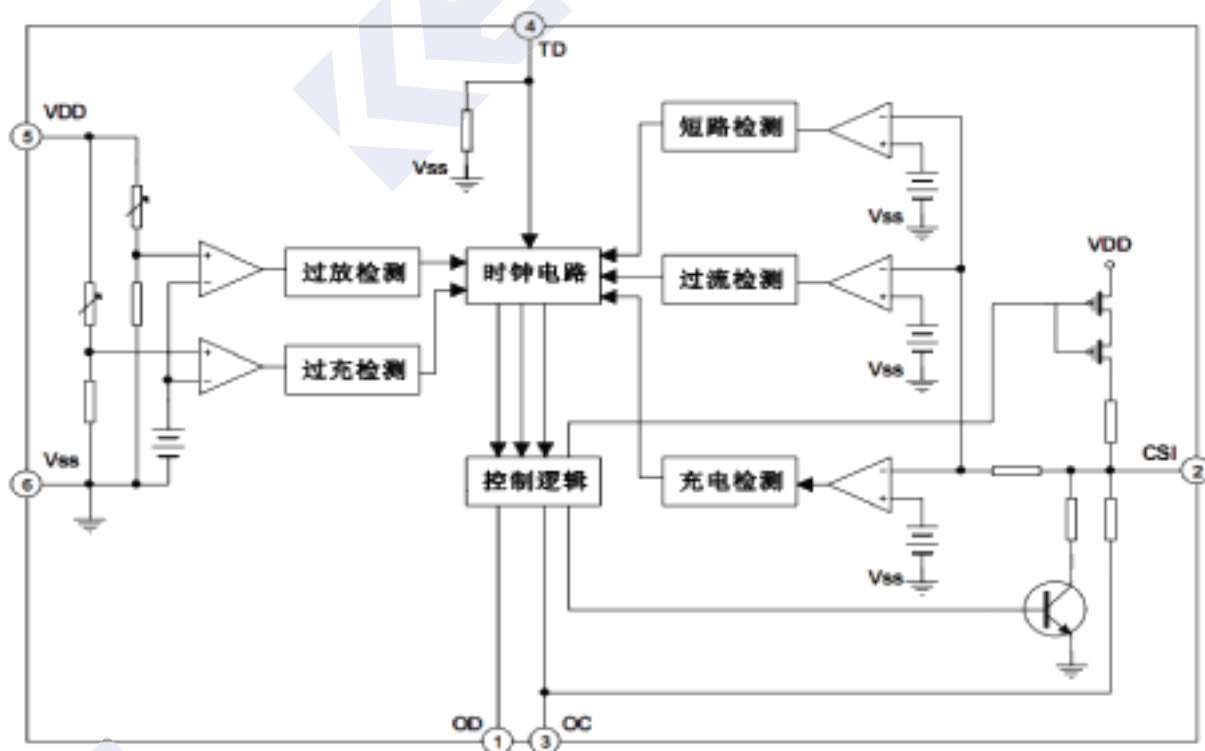 4
TD
VDD
5
短路检测
-
+
Vss
Vss
VDD
+
-
过放检测
时钟电路
过流检测
-
+
Vss
+
-
过充检测
Vss
6
控制逻辑
充电检测
-
+
CSI
2
Vss
OD
OC
1
3